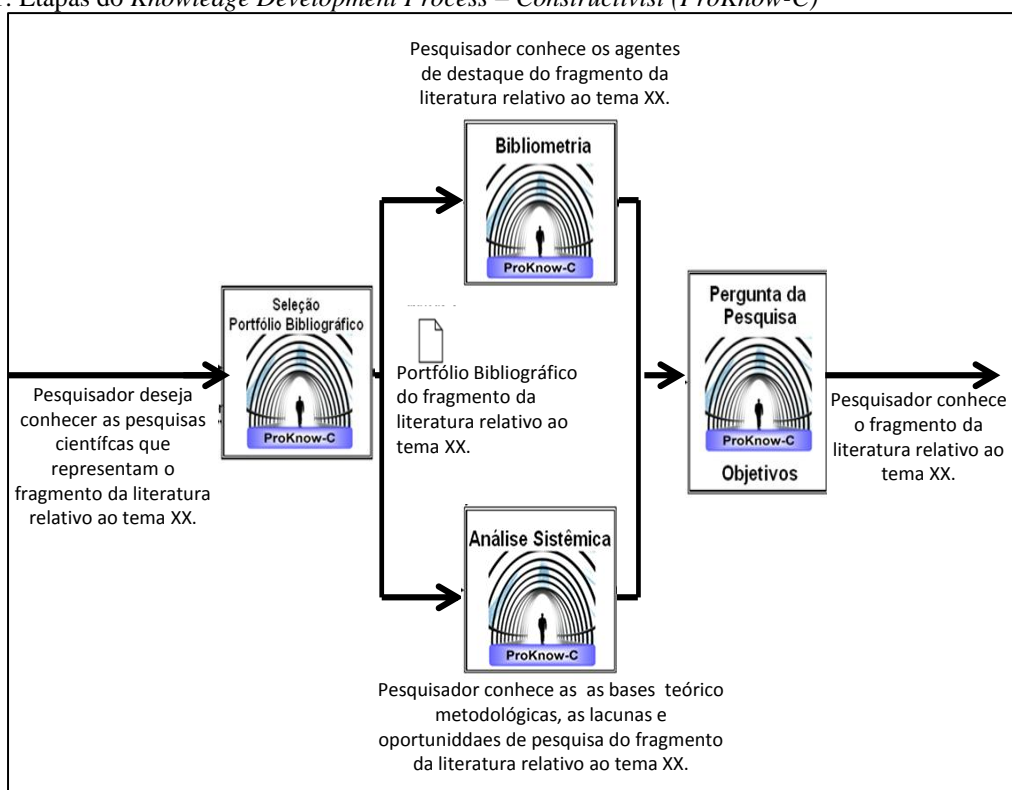 : Etapas do Knowledge Development Process – Constructivist (ProKnow-C)
Pesquisador conhece os agentes
de destaque do fragmento da
literatura relativo ao tema XX.
Bibliometria
ProKnow-C
Seleção
Portfólio Bibliográfico
ProKnow-C
Pesquisador deseja
conhecer as pesquisas
científcas que
representam o
fragmento da literatura
relativo ao tema XX.
Portfólio Bibliográfico
do fragmento da
literatura relativo ao
tema XX.
Análise Sistêmica
ProKnow-C
Pesquisador conhece as as bases teórico
metodológicas, as lacunas e
oportuniddaes de pesquisa do fragmento
da literatura relativo ao tema XX.
Pergunta da
Pesquisa
ProKnow-C
Objetivos
Pesquisador conhece
o fragmento da
literatura relativo ao
tema XX.